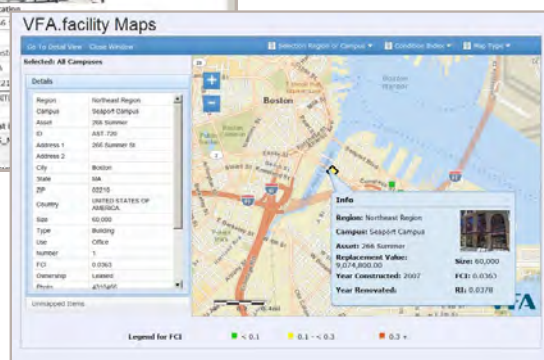 VFA.facility Maps
Go To Detail View Close Window
Selection Region or Campus
Condition Index
Map Type
Selected: All Campuses
Details
Region Northeast Region
Campus Seaport Campus
Asset 266 Summer
ID AST-720
Address 1 266 Summer St
Address 2
City Boston
State MA
ZIP 02210
Country UNITED STATES OF AMERICA
Size 60,000
Type Building
Use Office
Number 1
FCI 0.0363
Ownership Leased
Unmapped Items
Boston
Info
Region: Northeast Region
Campus: Seaport Campus
Asset: 266 Summer
Replacement Value:
9,074,800.00
Year Constructed: 2007
Year Renovated:
Size: 60,000
FCI: 0.0363
RI: 0.0378
FA
Legend for FCI < 0.1 0.1 - < 0.3 0.3 +